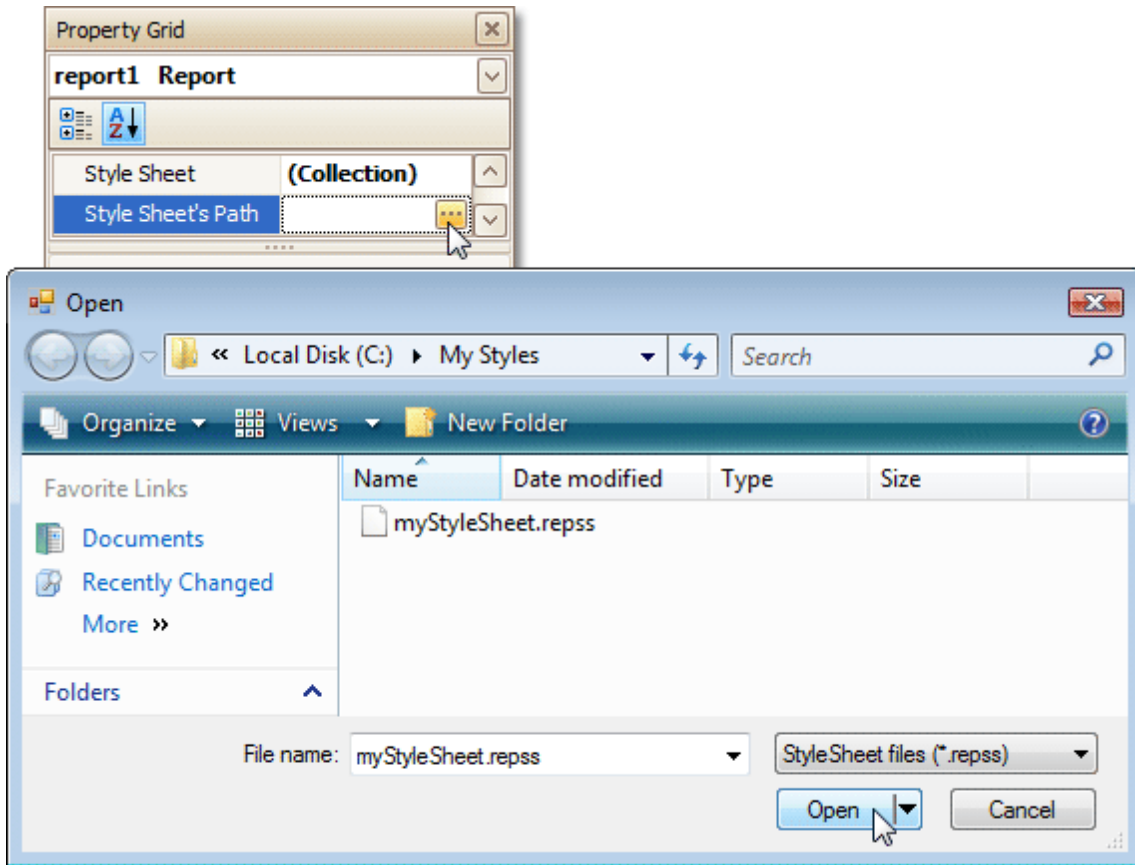 Property Grid
report1 Report
A
Z
Style Sheet (Collection)
Style Sheet's Path
Open
« Local Disk (C:) My Styles Search
Organize Views New Folder ?
Favorite Links Name Date modified Type Size
myStyleSheet.repss
Documents
Recently Changed
More »
Folders
File name: myStyleSheet.repss StyleSheet files (*.repss)
Open Cancel